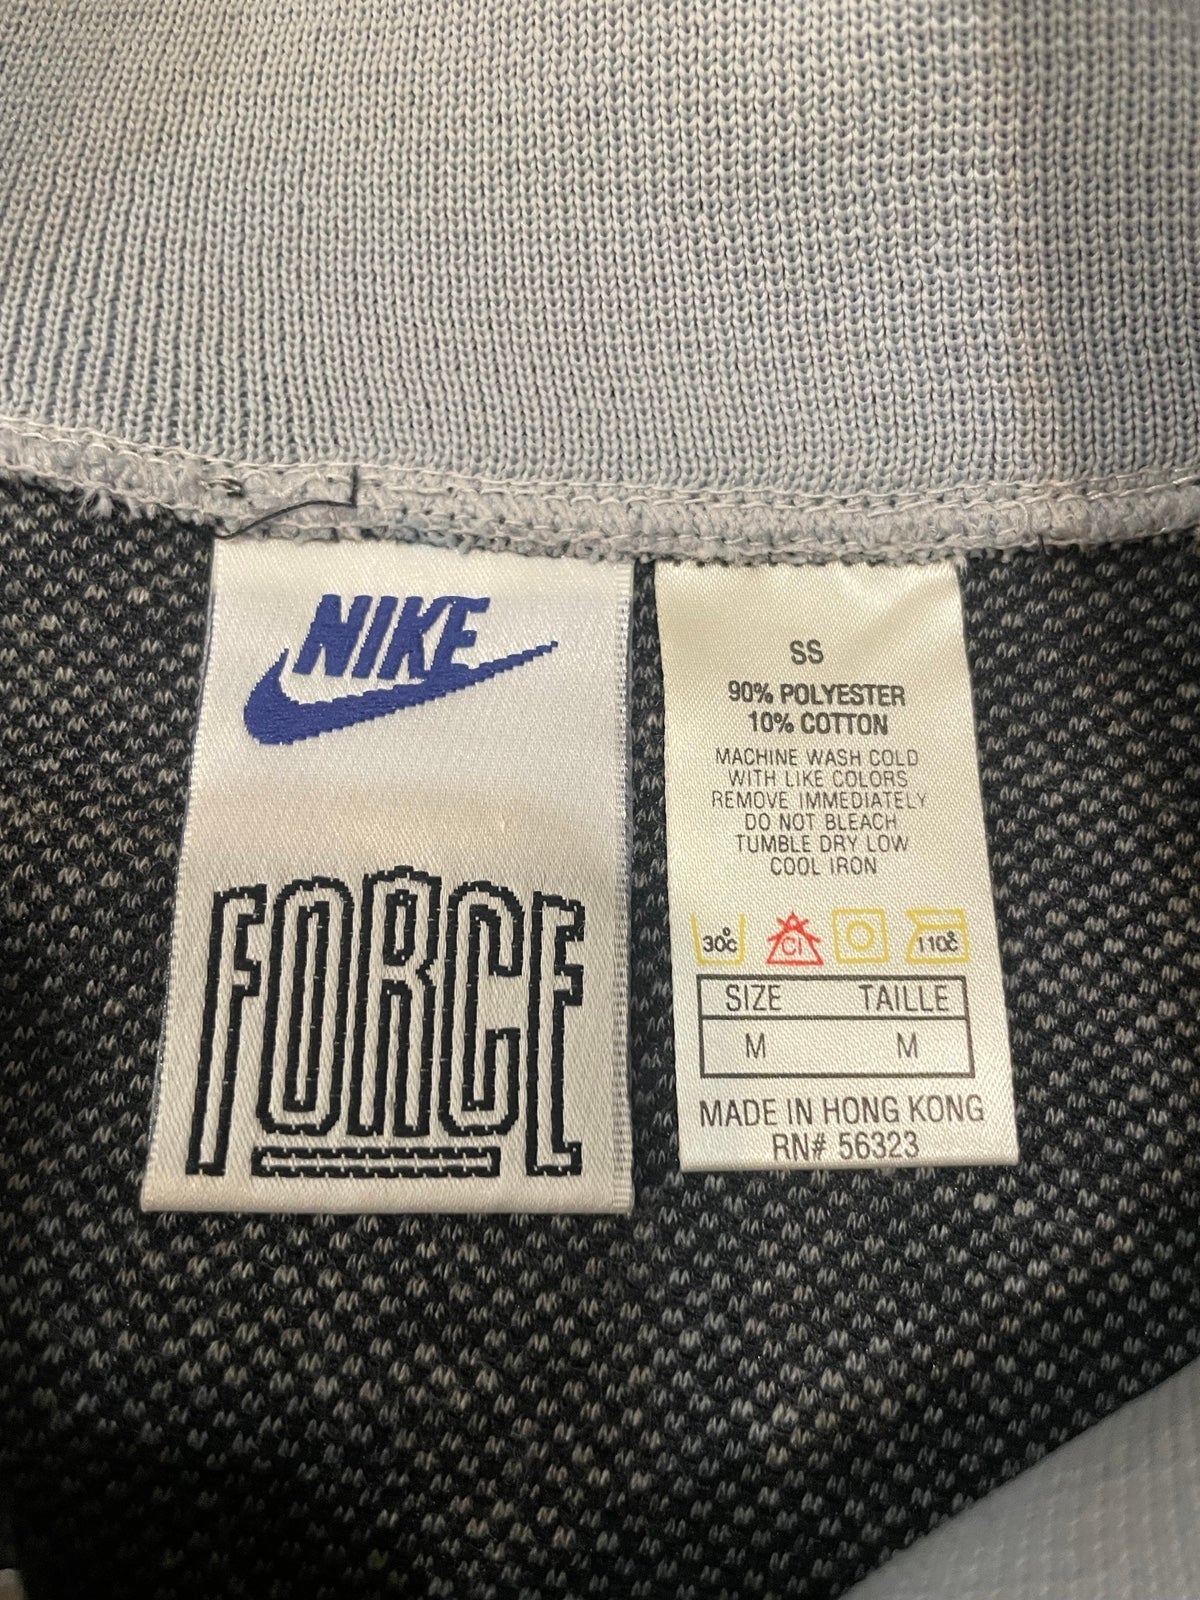 NIKE
FORCE
SS
90% POLYESTER
10% COTTON
MACHINE WASH COLD
WITH LIKE COLORS
REMOVE IMMEDIATELY
DO NOT BLEACH
TUMBLE DRY LOW
COOL IRON
30°C Cl 110°C
SIZE TAILLE
M M
MADE IN HONG KONG
RN# 56323